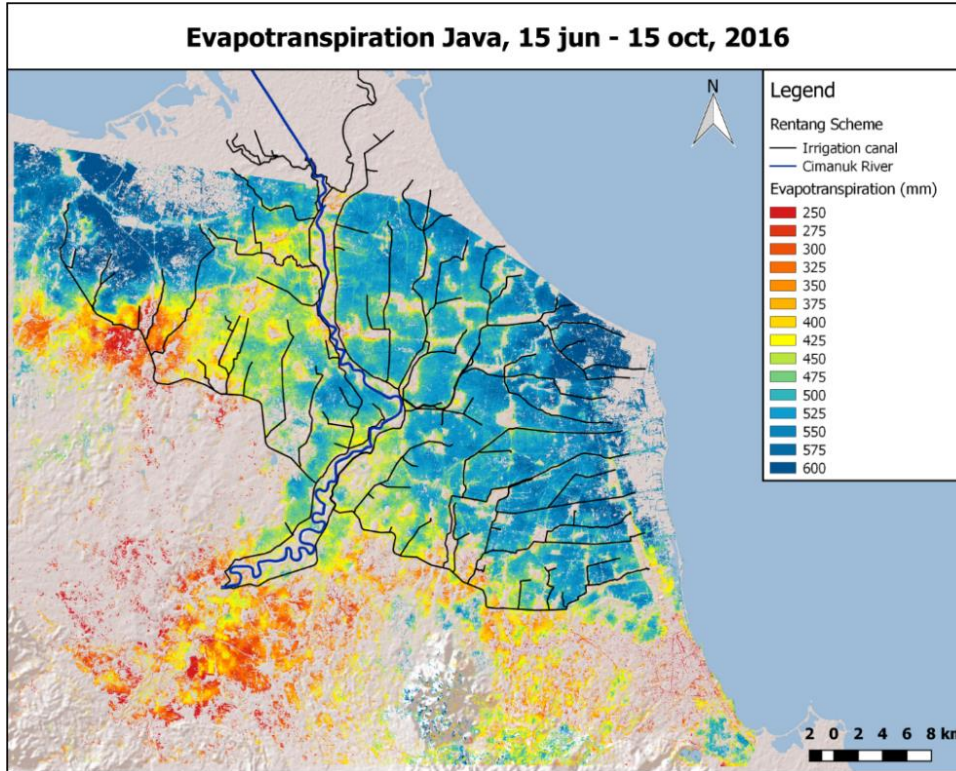 Evapotranspiration Java, 15 jun - 15 oct, 2016
N
Legend
Rentang Scheme
Irrigation canal
Cimanuk River
Evapotranspiration (mm)
250
275
300
325
350
375
400
425
450
475
500
525
550
575
600
2 0 2 4 6 8 km